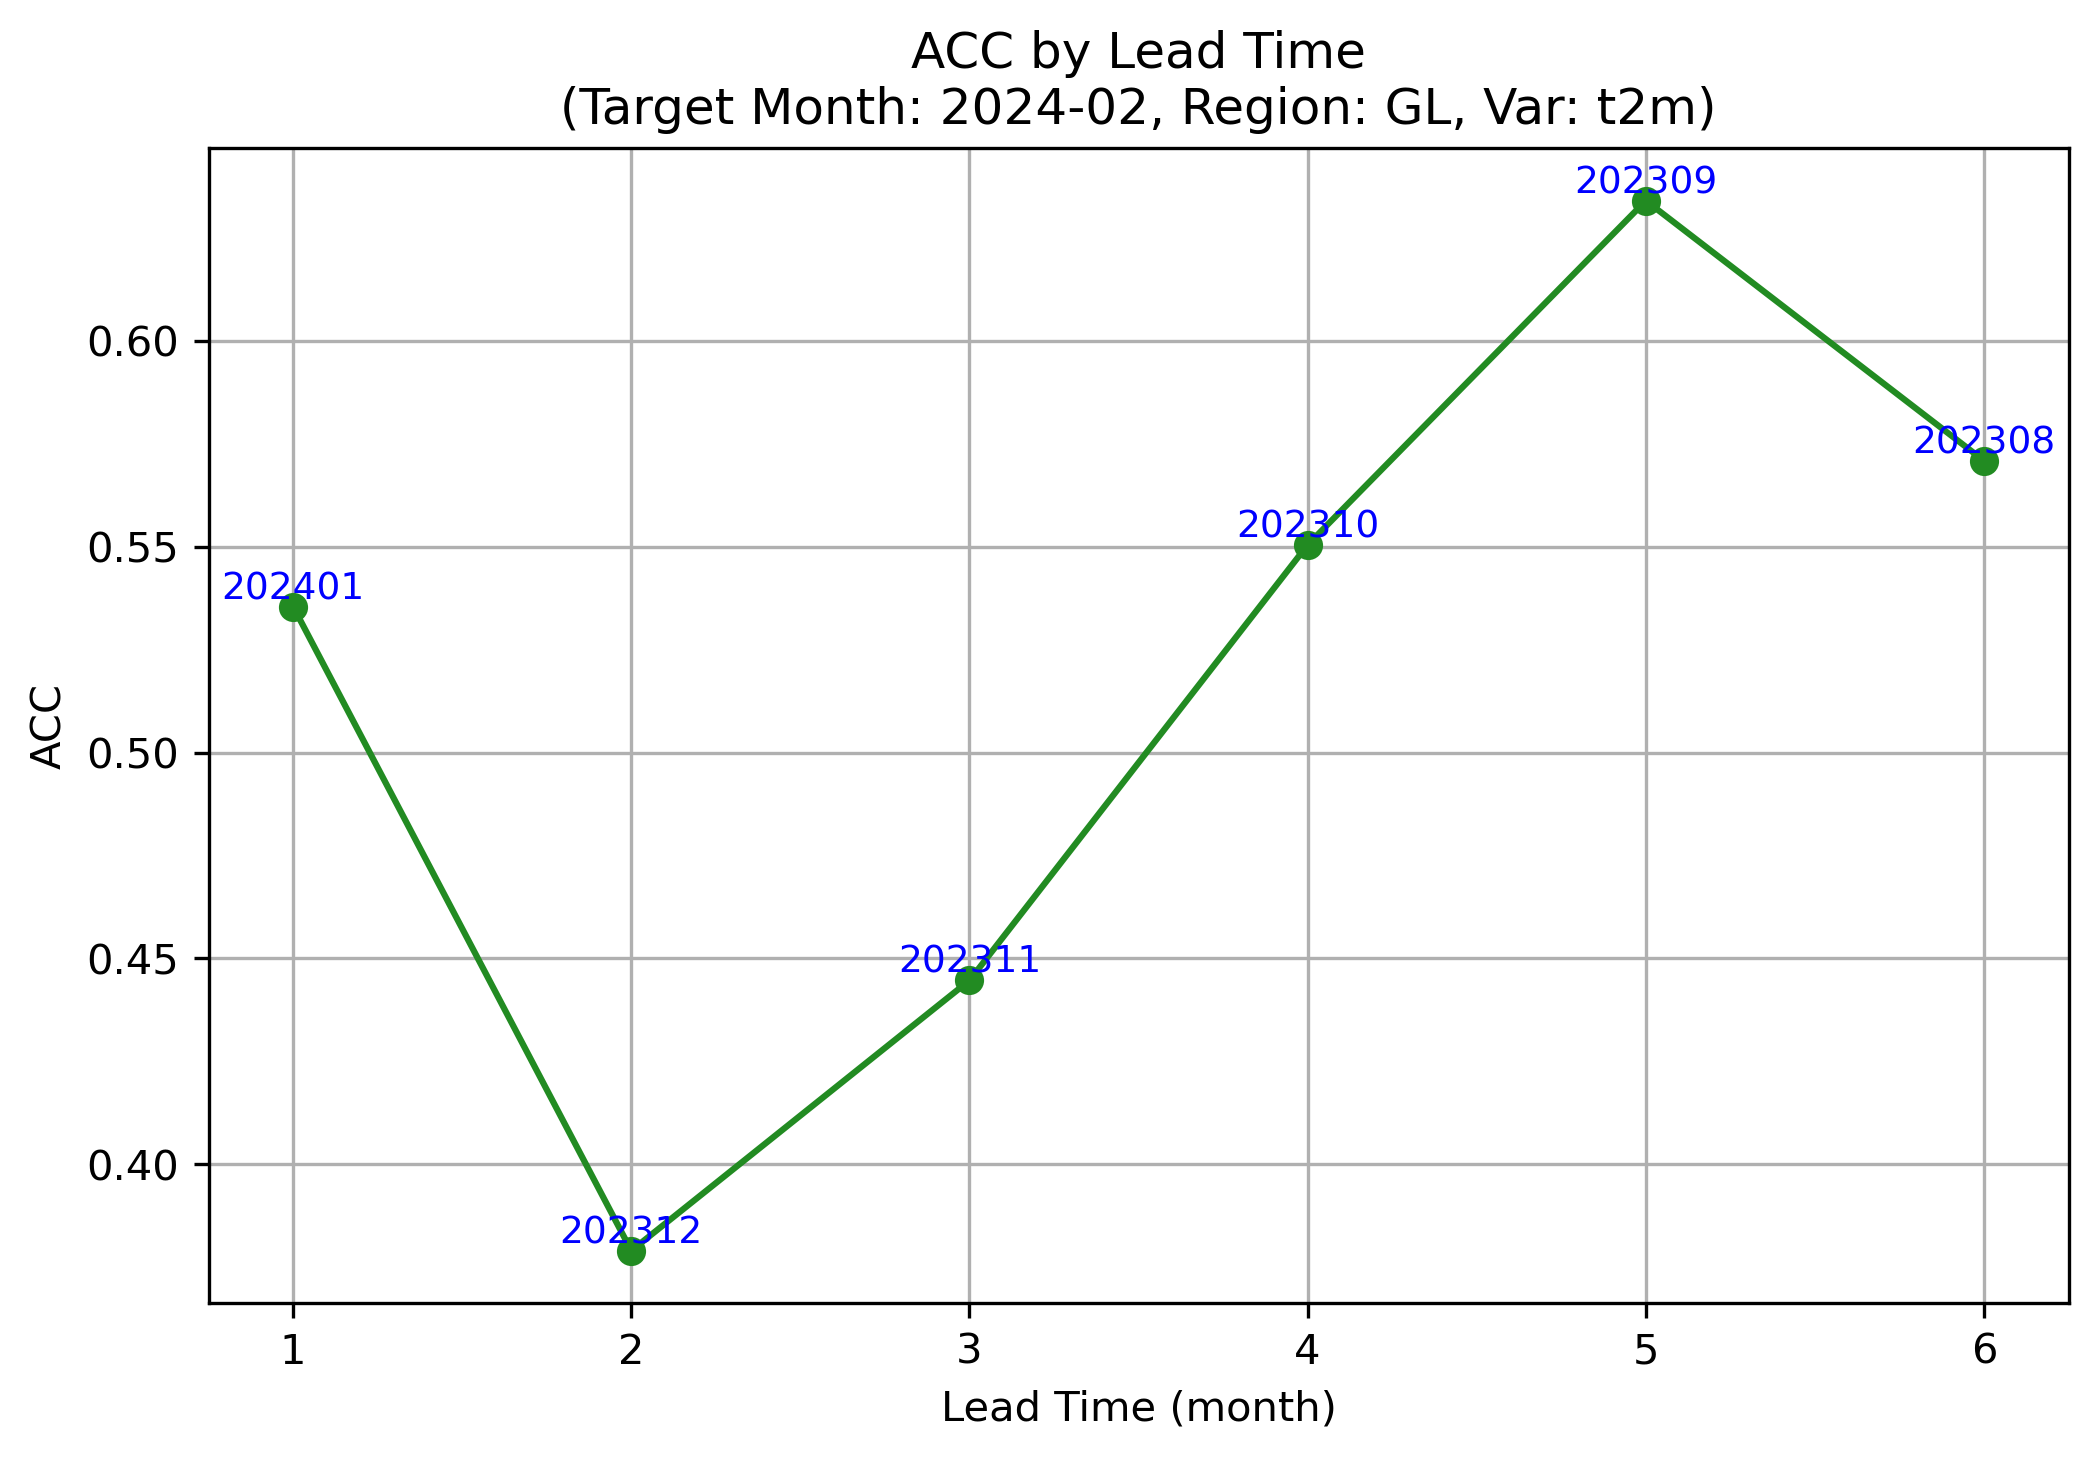 ACC by Lead Time
(Target Month: 2024-02, Region: GL, Var: t2m)
202309
0.60
202308
202310
0.55
202401
ACC
0.50
202311
0.45
0.40
202312
1 2 3 4 5 6
Lead Time (month)